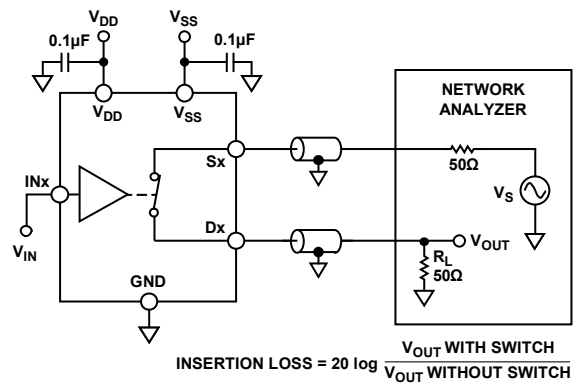 VDD
VSS
0.1µF
0.1µF
VDD
VSS
NETWORK
ANALYZER
Sx
50Ω
INx
VS
Dx
VOUT
VIN
RL
50Ω
GND
INSERTION LOSS = 20 log VOUT WITH SWITCH
VOUT WITHOUT SWITCH